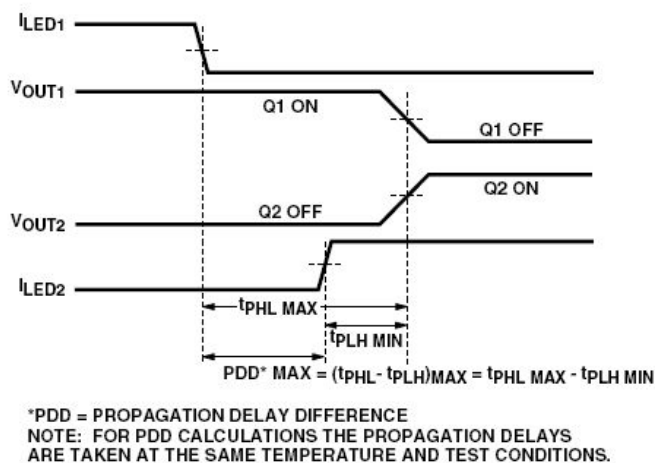 ILED1
VOUT1
Q1 ON
Q1 OFF
Q2 ON
VOUT2
Q2 OFF
ILED2
tPHL MAX
tPLH MIN
PDD* MAX = (tPHL- tPLH)MAX = tPHL MAX - tPLH MIN
*PDD = PROPAGATION DELAY DIFFERENCE
NOTE: FOR PDD CALCULATIONS THE PROPAGATION DELAYS
ARE TAKEN AT THE SAME TEMPERATURE AND TEST CONDITIONS.